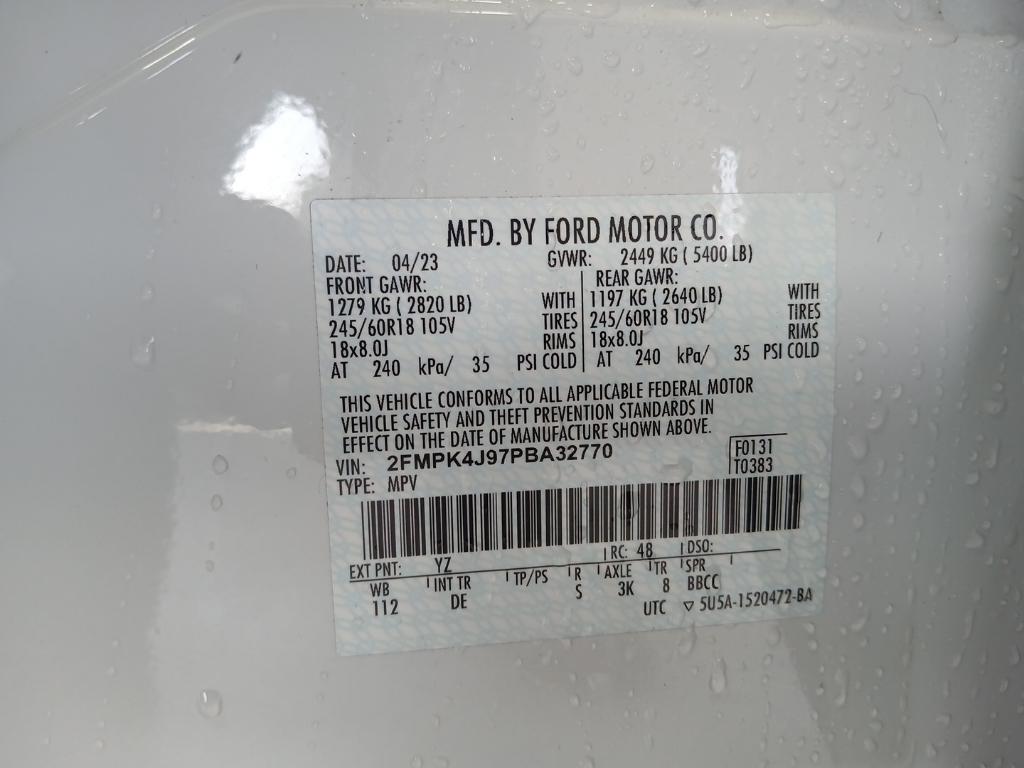 MFD. BY FORD MOTOR CO.
DATE: 04/23 GVWR: 2449 KG ( 5400 LB)
FRONT GAWR: REAR GAWR:
1279 KG ( 2820 LB) WITH 1197 KG ( 2640 LB) WITH
245/60R18 105V TIRES 245/60R18 105V TIRES
18x8.0J RIMS 18x8.0J RIMS
AT 240 kPa/ 35 PSI COLD AT 240 kPa/ 35 PSI COLD
THIS VEHICLE CONFORMS TO ALL APPLICABLE FEDERAL MOTOR
VEHICLE SAFETY AND THEFT PREVENTION STANDARDS IN
EFFECT ON THE DATE OF MANUFACTURE SHOWN ABOVE.
VIN: 2FMPK4J97PBA32770 F0131
TYPE: MPV T0383
EXT PNT: YZ RC: 48 DSO:
WB INT TR TP/PS R AXLE TR SPR
112 DE S 3K 8 BBCC
UTC ▽ 5U5A-1520472-BA